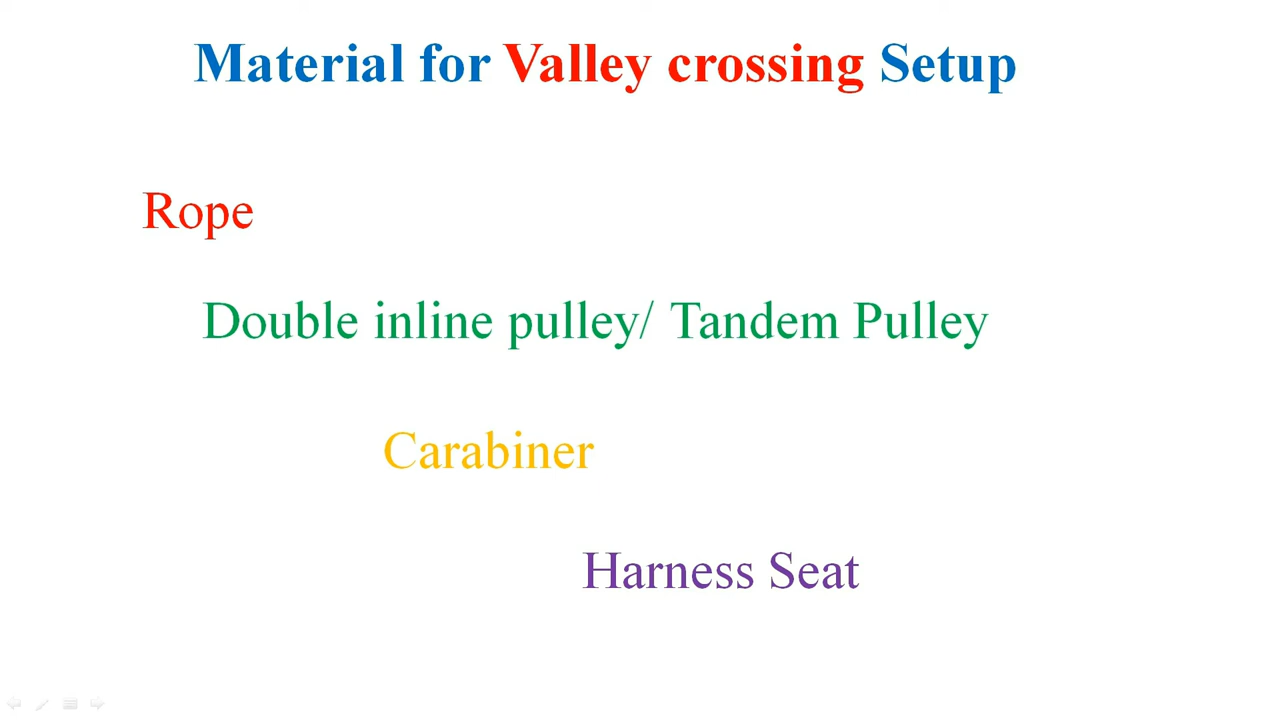 Material for Valley crossing Setup
Rope
Double inline pulley/ Tandem Pulley
Carabiner
Harness Seat